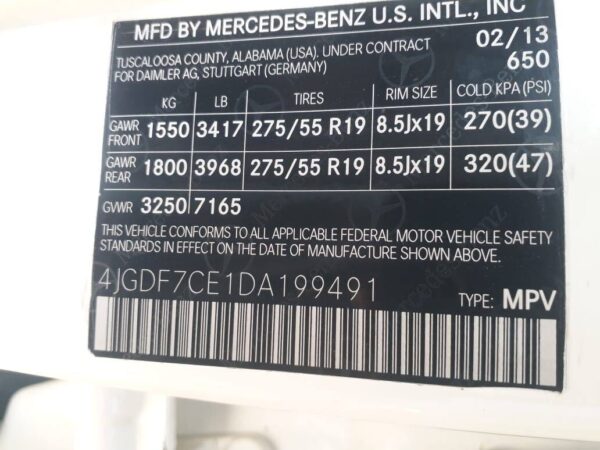 MFD BY MERCEDES-BENZ U.S. INTL., INC
TUSCALOOSA COUNTY, ALABAMA (USA). UNDER CONTRACT 02/13
FOR DAIMLER AG, STUTTGART (GERMANY) 650
KG LB TIRES RIM SIZE COLD KPA (PSI)
GAWR FRONT 1550 3417 275/55 R19 8.5Jx19 270(39)
GAWR REAR 1800 3968 275/55 R19 8.5Jx19 320(47)
GVWR 3250 7165
THIS VEHICLE CONFORMS TO ALL APPLICABLE FEDERAL MOTOR VEHICLE SAFETY
STANDARDS IN EFFECT ON THE DATE OF MANUFACTURE SHOWN ABOVE.
4JGDF7CE1DA199491 TYPE: MPV